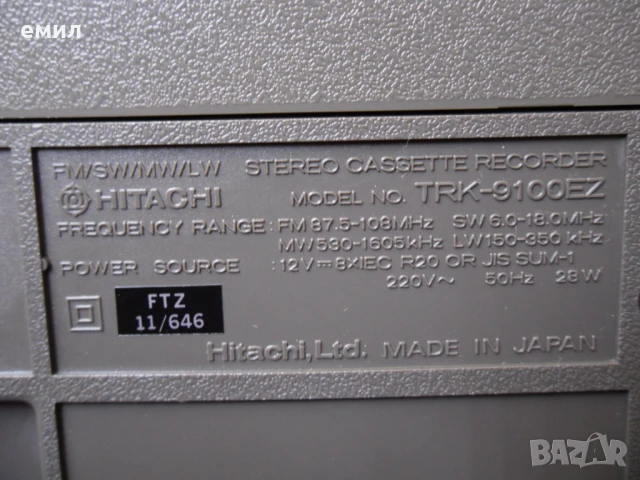 емил
FM/SW/MW/LW STEREO CASSETTE RECORDER
HITACHI MODEL NO. TRK-9100EZ
FREQUENCY RANGE : FM 87.5-108MHz SW 6.0-18.0MHz
MW 530-1605kHz LW 150-350 kHz
POWER SOURCE : 12V⎓8XIEC R20 OR JIS SUM-1
220V~ 50Hz 28W
FTZ
11/646
Hitachi, Ltd. MADE IN JAPAN
BAZAR